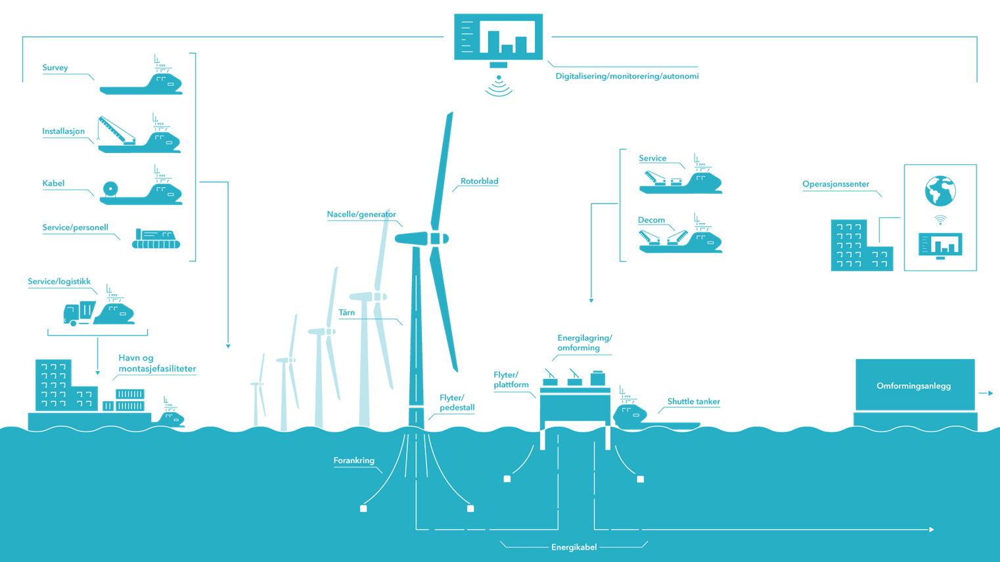 Digitalisering/monitorering/autonomi
Survey
Installasjon
Kabel
Service/personell
Service/logistikk
Havn og
montasjefasiliteter
Rotorblad
Nacelle/generator
Tårn
Flyter/
pedestall
Forankring
Service
Decom
Operasjonssenter
Energilagring/
omforming
Flyter/
plattform
Shuttle tanker
Omformingsanlegg
Energikabel